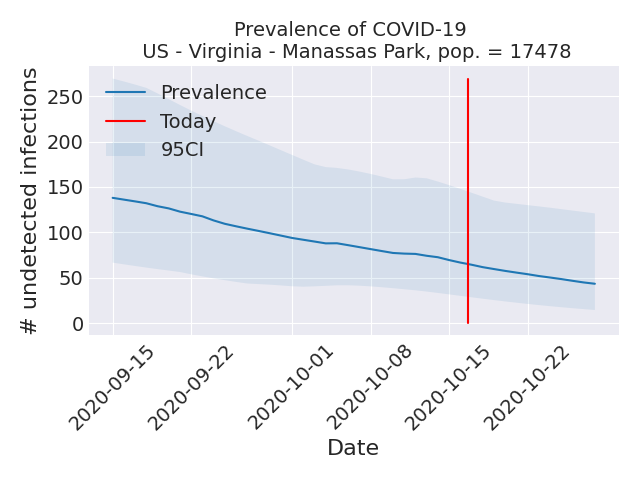 Prevalence of COVID-19
US - Virginia - Manassas Park, pop. = 17478
# undetected infections
250
200
150
100
50
0
Prevalence
Today
95CI
2020-09-15
2020-09-22
2020-10-01
2020-10-08
2020-10-15
2020-10-22
Date